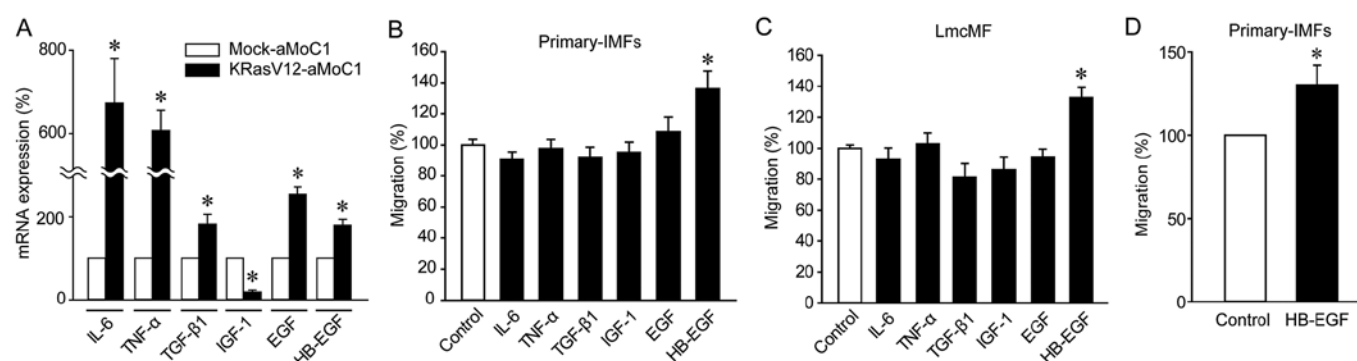 A
Mock-aMoC1
KRasV12-aMoC1
mRNA expression (%)
800
600
200
0
*
*
*
*
*
*
IL-6
TNF-α
TGF-β1
IGF-1
EGF
HB-EGF
B
Primary-IMFs
Migration (%)
160
140
120
100
80
60
40
20
0
*
Control
IL-6
TNF-α
TGF-β1
IGF-1
EGF
HB-EGF
C
LmcMF
Migration (%)
160
140
120
100
80
60
40
20
0
*
Control
IL-6
TNF-α
TGF-β1
IGF-1
EGF
HB-EGF
D
Primary-IMFs
Migration (%)
150
100
50
0
*
Control
HB-EGF